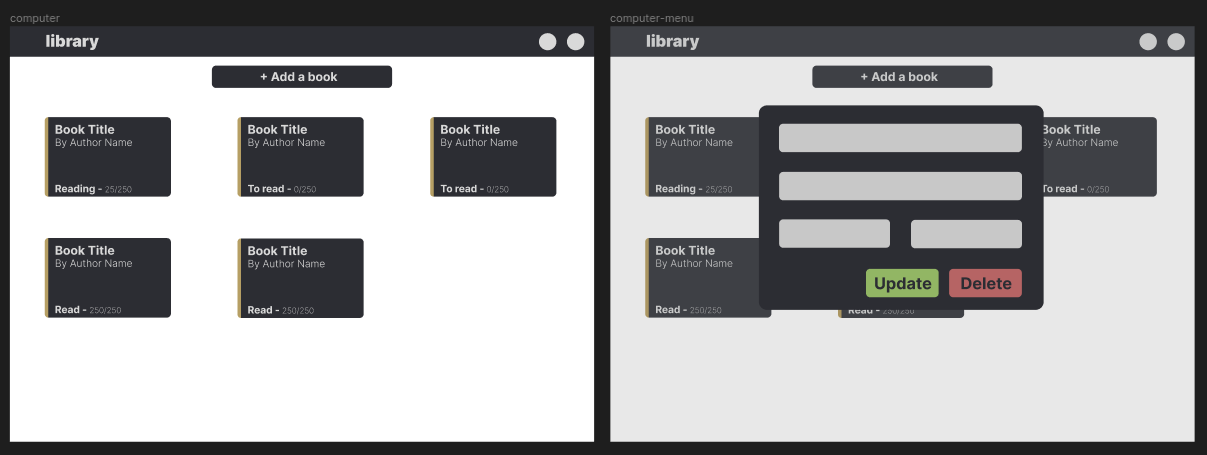 computer
library
+ Add a book
Book Title
By Author Name
Reading - 25/250
Book Title
By Author Name
To read - 0/250
Book Title
By Author Name
To read - 0/250
Book Title
By Author Name
Read - 250/250
Book Title
By Author Name
Read - 250/250
computer-menu
library
+ Add a book
Book Title
By Author Name
Reading - 25/250
Book Title
By Author Name
To read - 0/250
Book Title
By Author Name
Read - 250/250
Read - 250/250
Update
Delete